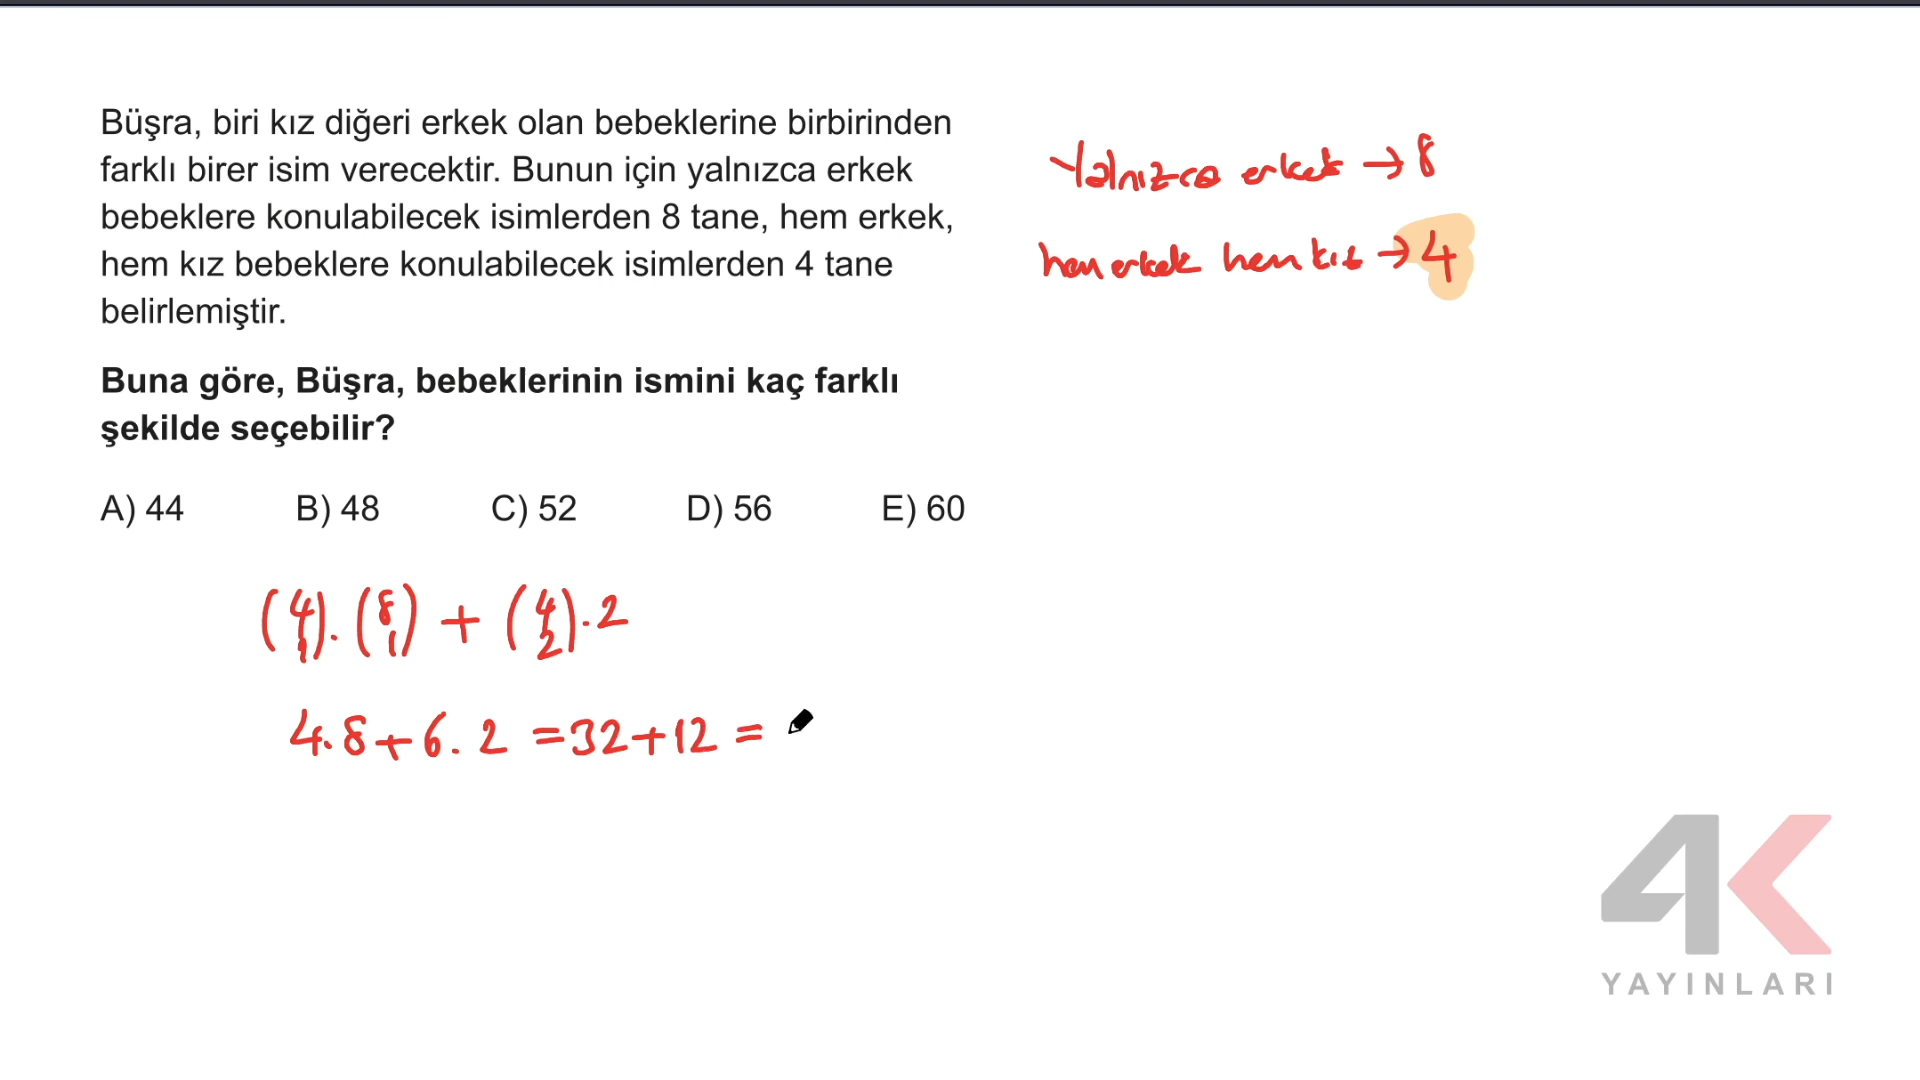 Büşra, biri kız diğeri erkek olan bebeklerine birbirinden
farklı birer isim verecektir. Bunun için yalnızca erkek
bebeklere konulabilecek isimlerden 8 tane, hem erkek,
hem kız bebeklere konulabilecek isimlerden 4 tane
belirlemiştir.
Buna göre, Büşra, bebeklerinin ismini kaç farklı
şekilde seçebilir?
A) 44 B) 48 C) 52 D) 56 E) 60
Yalnızca erkek → 8
hem erkek hem kız → 4
(4 1).(8 1) + (4 2).2
4.8+6.2 =32+12 =
4K
YAYINLARI